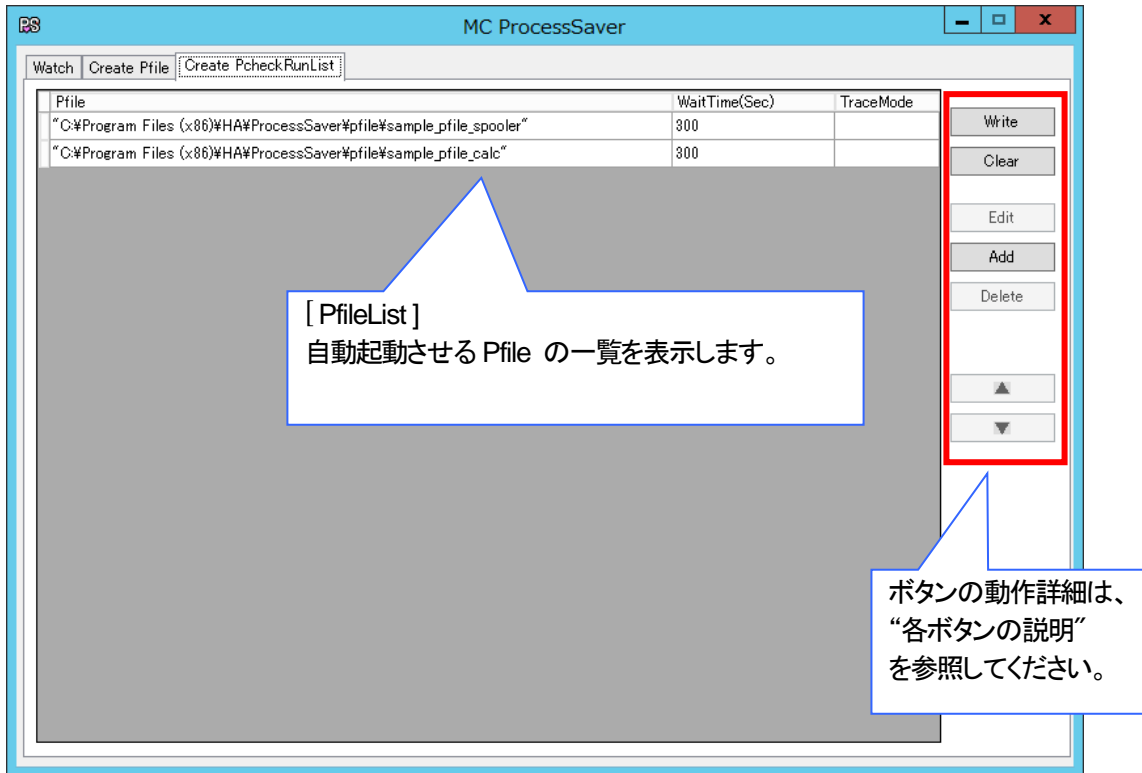 PS
MC ProcessSaver
Watch Create Pfile Create PcheckRunList
Pfile WaitTime(Sec) TraceMode
"C:¥Program Files (x86)¥HA¥ProcessSaver¥pfile¥sample_pfile_spooler" 300
"C:¥Program Files (x86)¥HA¥ProcessSaver¥pfile¥sample_pfile_calc" 300
Write
Clear
Edit
Add
Delete
▲
▼
[ PfileList ]
自動起動させる Pfile の一覧を表示します。
ボタンの動作詳細は、
“各ボタンの説明”
を参照してください。